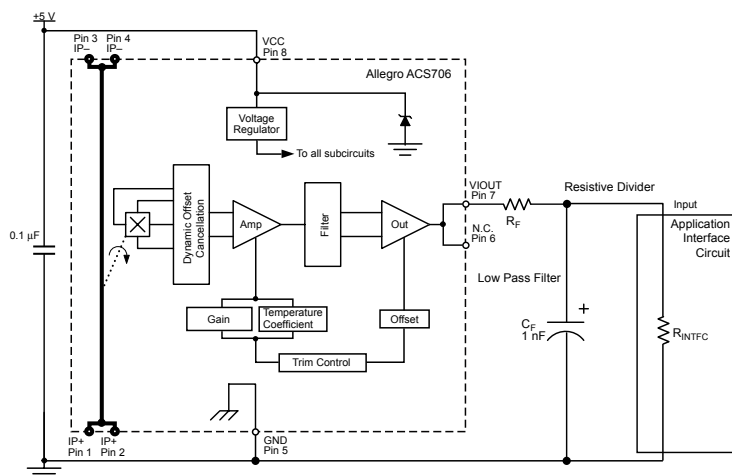 +5 V
Pin 3 Pin 4
IP– IP–
VCC
Pin 8
Allegro ACS706
Voltage
Regulator
To all subcircuits
Dynamic Offset
Cancellation
Amp
Filter
Out
VIOUT
Pin 7
N.C.
Pin 6
RF
Resistive Divider
Input
Application
Interface
Circuit
0.1 µF
Low Pass Filter
Gain
Temperature
Coefficient
Offset
Trim Control
+
CF
1 nF
RINTFC
IP+ IP+
Pin 1 Pin 2
GND
Pin 5